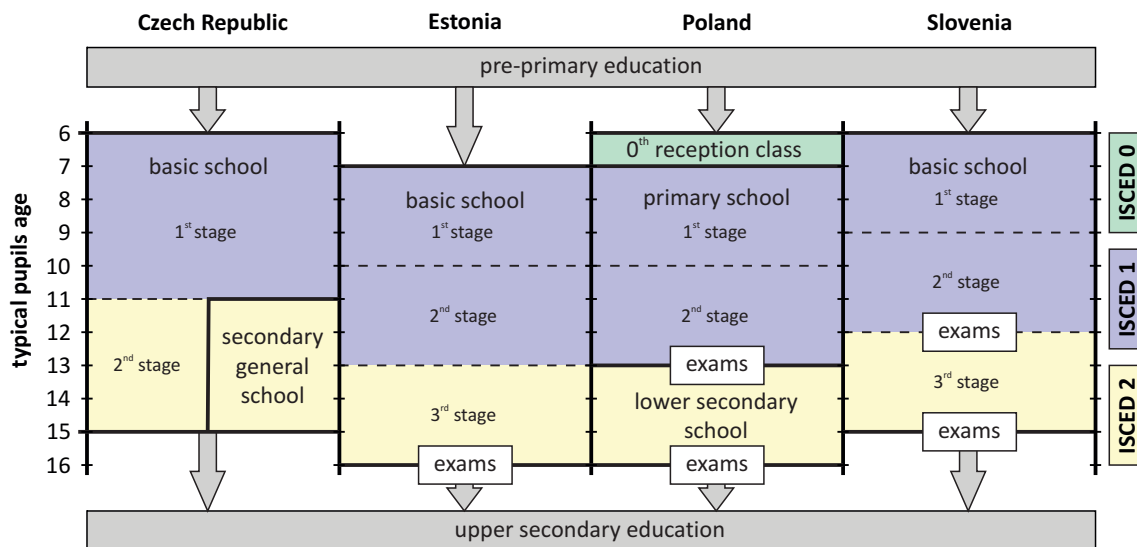 Czech Republic Estonia Poland Slovenia
pre-primary education
typical pupils age
6
7
8
9
10
11
12
13
14
15
16
basic school
1st stage
2nd stage
secondary
general
school
basic school
1st stage
2nd stage
3rd stage
exams
0th reception class
primary school
1st stage
2nd stage
exams
lower secondary
school
exams
basic school
1st stage
2nd stage
exams
3rd stage
exams
ISCED 0
ISCED 1
ISCED 2
upper secondary education